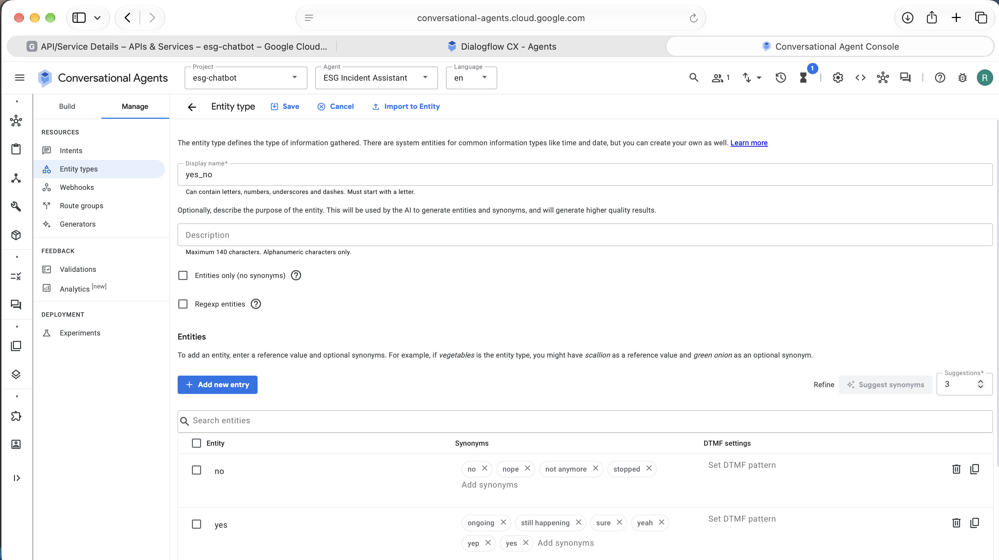 conversational-agents.cloud.google.com
G API/Service Details – APIs & Services – esg-chatbot – Google Cloud...
Dialogflow CX - Agents
Conversational Agent Console
Conversational Agents
Project
esg-chatbot
Agent
ESG Incident Assistant
Language
en
1
1
R
Build
Manage
Entity type
Save
Cancel
Import to Entity
RESOURCES
Intents
Entity types
Webhooks
Route groups
Generators
FEEDBACK
Validations
Analytics [new]
DEPLOYMENT
Experiments
The entity type defines the type of information gathered. There are system entities for common information types like time and date, but you can create your own as well. Learn more
Display name*
yes_no
Can contain letters, numbers, underscores and dashes. Must start with a letter.
Optionally, describe the purpose of the entity. This will be used by the AI to generate entities and synonyms, and will generate higher quality results.
Description
Maximum 140 characters. Alphanumeric characters only.
Entities only (no synonyms)
Regexp entities
Entities
To add an entity, enter a reference value and optional synonyms. For example, if vegetables is the entity type, you might have scallion as a reference value and green onion as an optional synonym.
Add new entry
Refine
Suggest synonyms
Suggestions*
3
Search entities
Entity Synonyms DTMF settings
no
no nope not anymore stopped
Add synonyms
Set DTMF pattern
yes
ongoing still happening sure yeah
yep yes Add synonyms
Set DTMF pattern